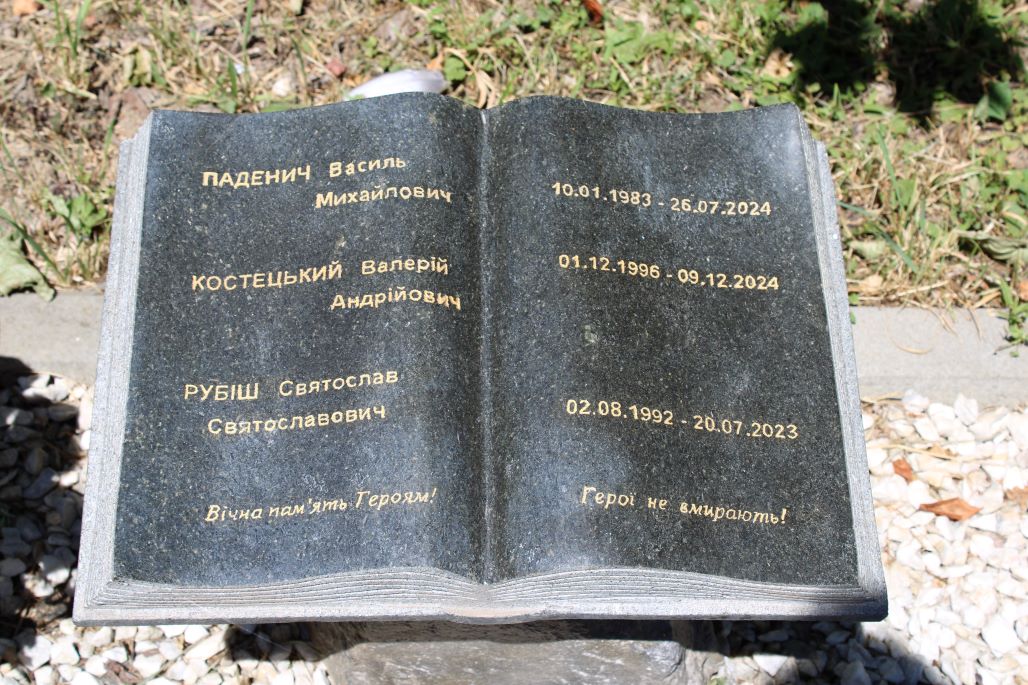 ПАДЕНИЧ Василь
Михайлович
10.01.1983 - 26.07.2024
КОСТЕЦЬКИЙ Валерій
Андрійович
01.12.1996 - 09.12.2024
РУБІШ Святослав
Святославович
02.08.1992 - 20.07.2023
Вічна пам'ять Героям!
Герої не вмирають!